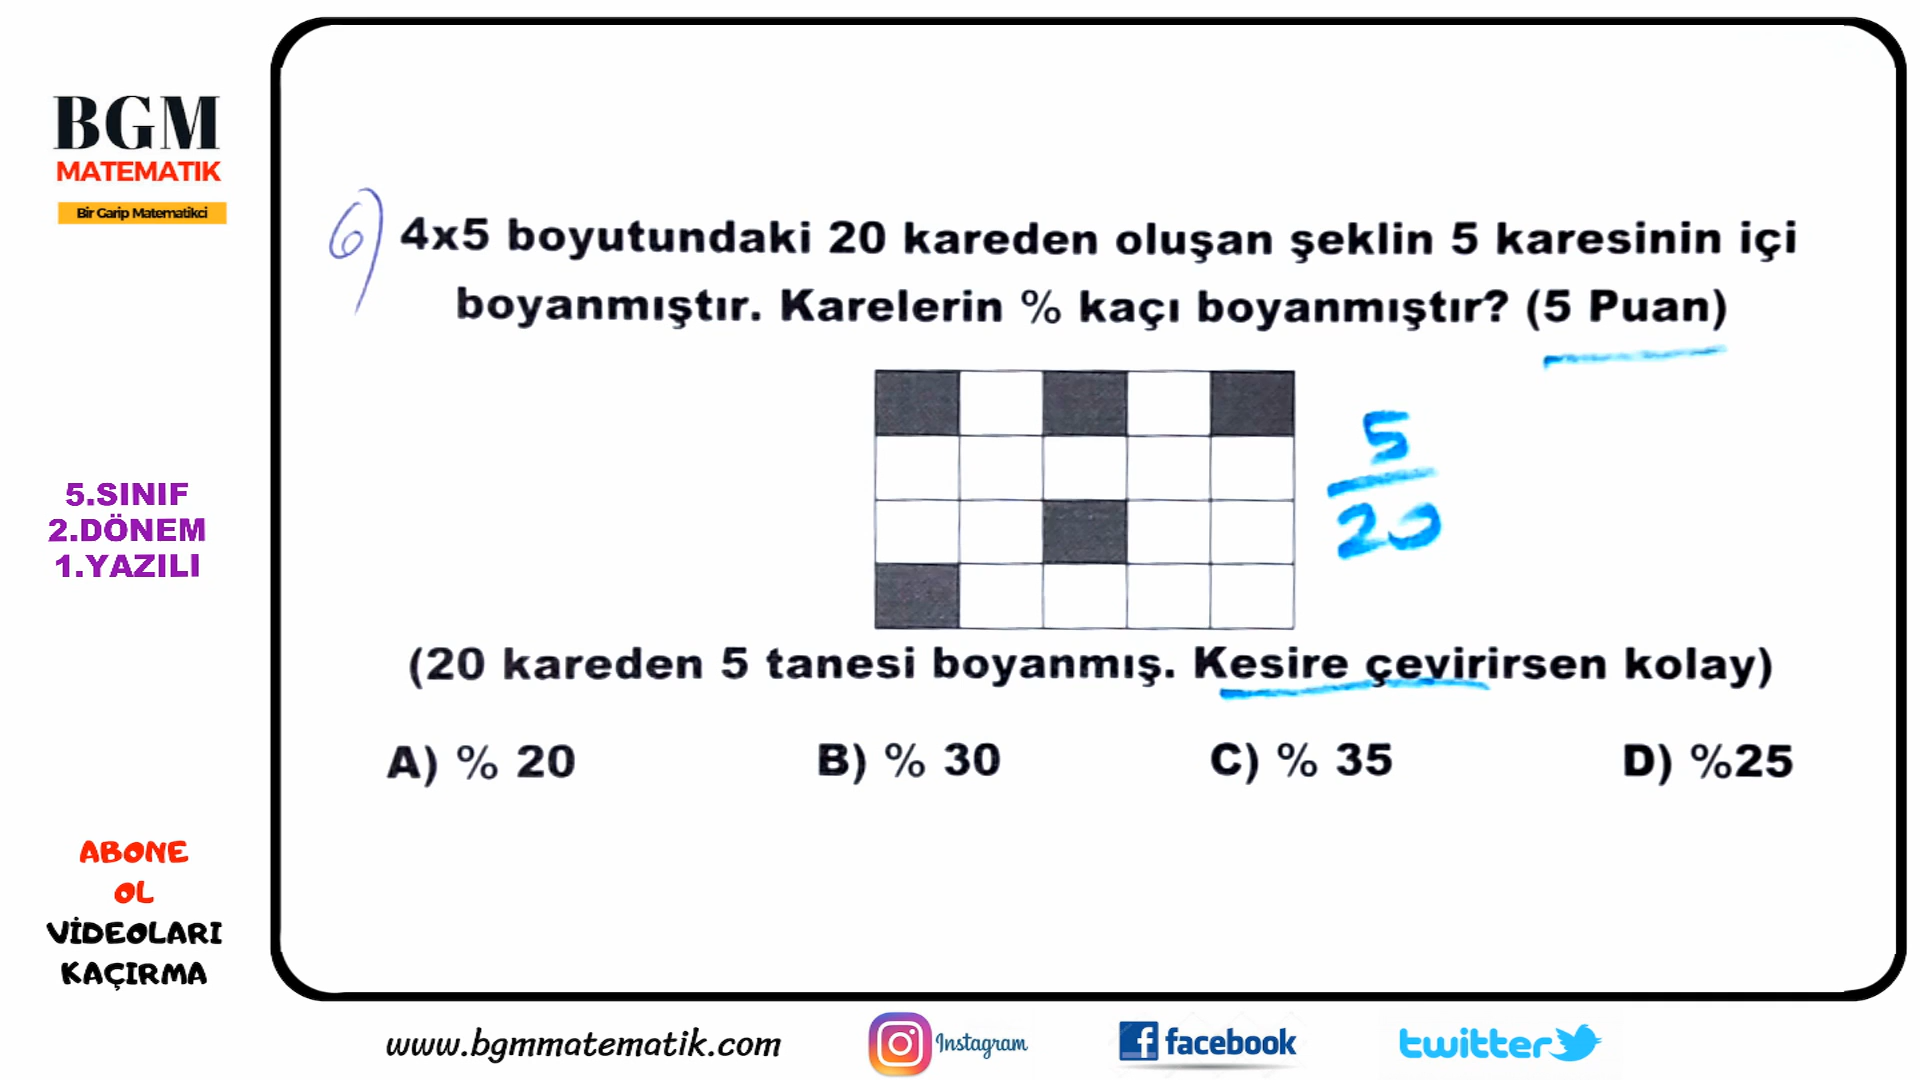 BGM
MATEMATIK
Bir Garip Matematikci
5.SINIF
2.DÖNEM
1.YAZILI
ABONE
OL
VİDEOLARI
KAÇIRMA
6)
4x5 boyutundaki 20 kareden oluşan şeklin 5 karesinin içi
boyanmıştır. Karelerin % kaçı boyanmıştır? (5 Puan)
5
20
(20 kareden 5 tanesi boyanmış. Kesire çevirirsen kolay)
A) % 20 B) % 30 C) % 35 D) %25
www.bgmmatematik.com Instagram facebook twitter